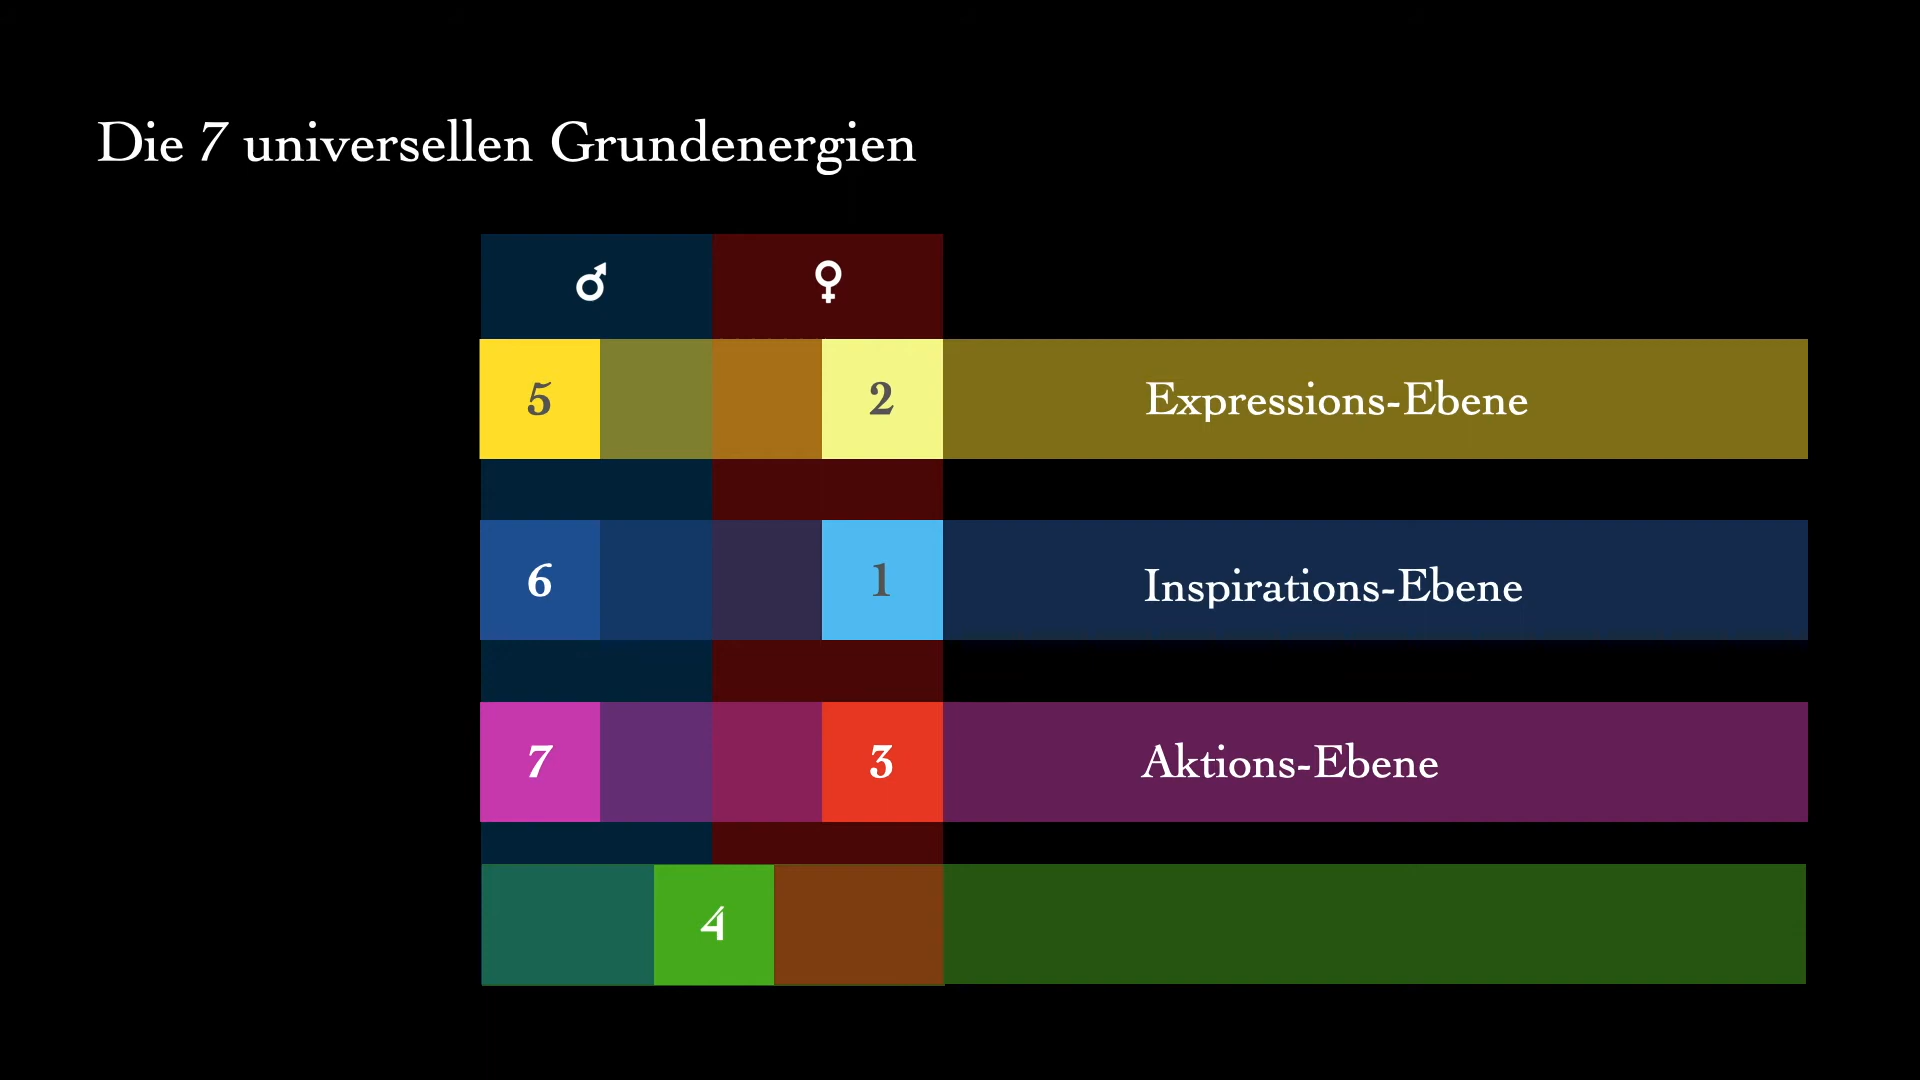 Die 7 universellen Grundenergien
♂ ♀
5 2 Expressions-Ebene
6 1 Inspirations-Ebene
7 3 Aktions-Ebene
4